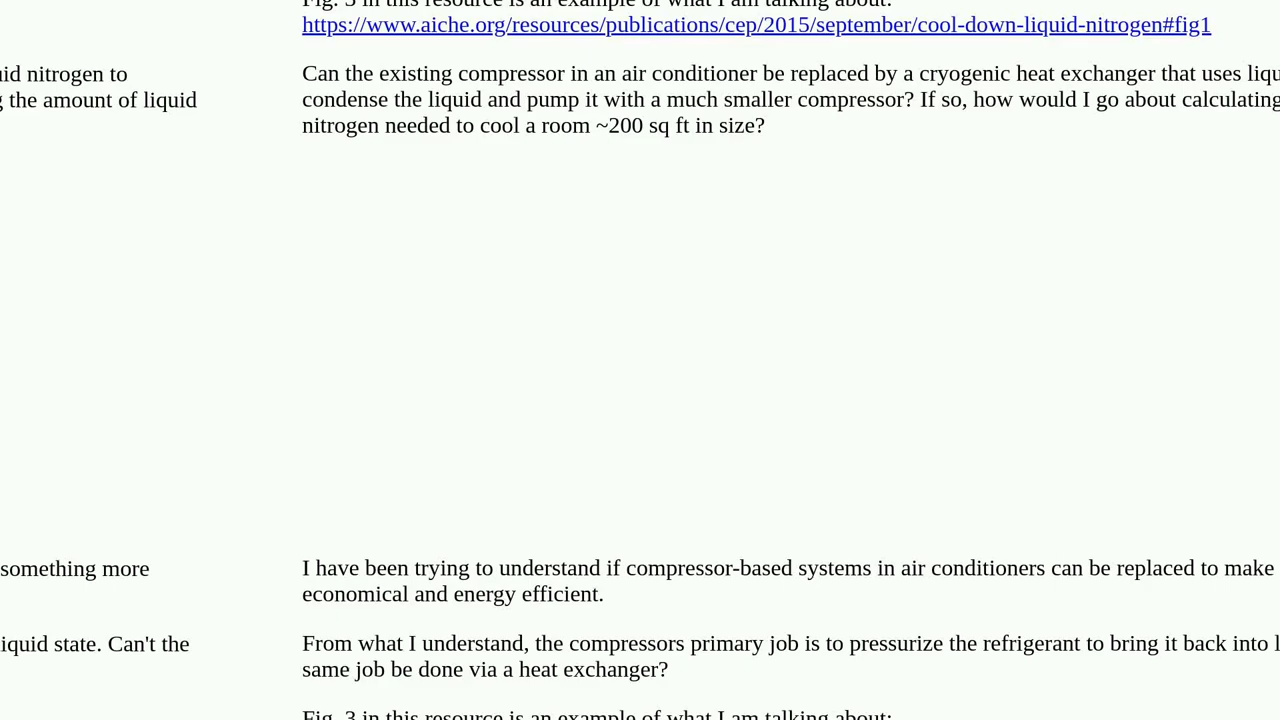 Fig. 3 in this resource is an example of what I am talking about:
https://www.aiche.org/resources/publications/cep/2015/september/cool-down-liquid-nitrogen#fig1
uid nitrogen to
Can the existing compressor in an air conditioner be replaced by a cryogenic heat exchanger that uses liqu
g the amount of liquid
condense the liquid and pump it with a much smaller compressor? If so, how would I go about calculating
nitrogen needed to cool a room ~200 sq ft in size?
something more
I have been trying to understand if compressor-based systems in air conditioners can be replaced to make
economical and energy efficient.
iquid state. Can't the
From what I understand, the compressors primary job is to pressurize the refrigerant to bring it back into l
same job be done via a heat exchanger?
Fig. 3 in this resource is an example of what I am talking about: